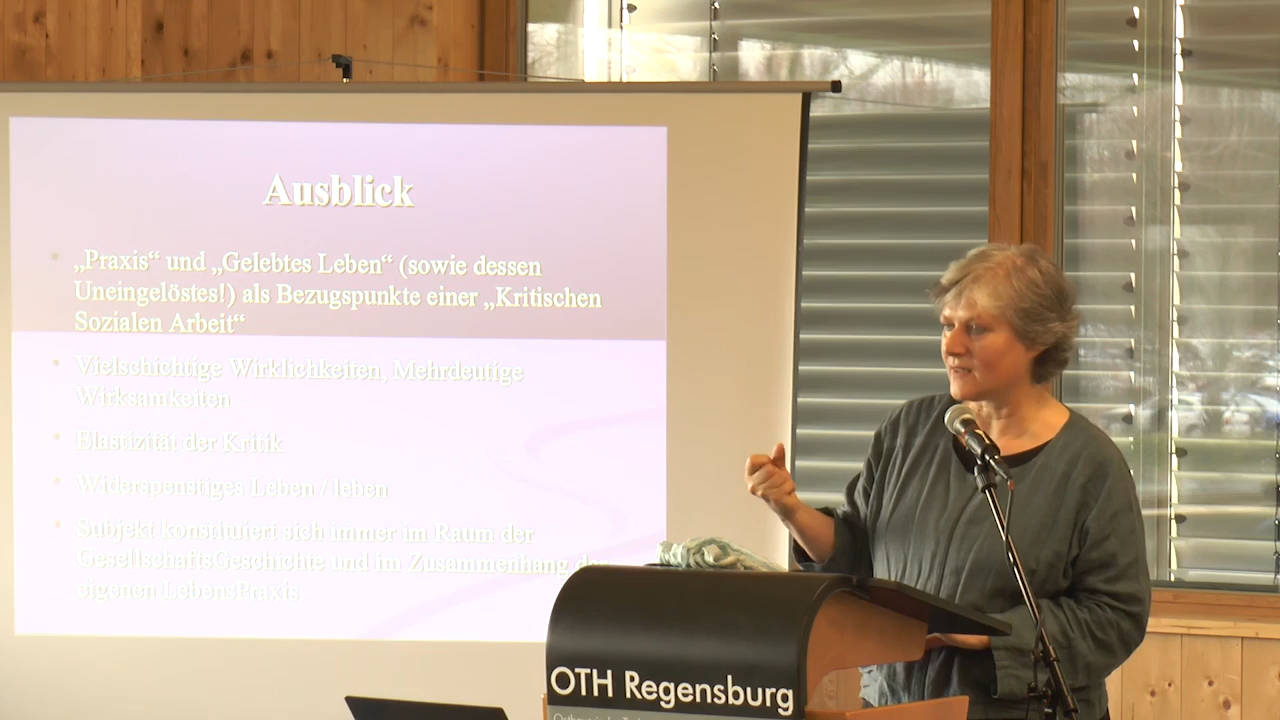 Ausblick
„Praxis“ und „Gelebtes Leben“ (sowie dessen
Uneingelöstes!) als Bezugspunkte einer „Kritischen
Sozialen Arbeit“
Vielschichtige Wirklichkeiten, Mehrdeutige
Wirksamkeiten
Elastizität der Kritik
Widerspenstiges Leben / leben
Subjekt konstituiert sich immer im Raum der
GesellschaftsGeschichte und im Zusammenhang der
eigenen LebensPraxis
OTH Regensburg